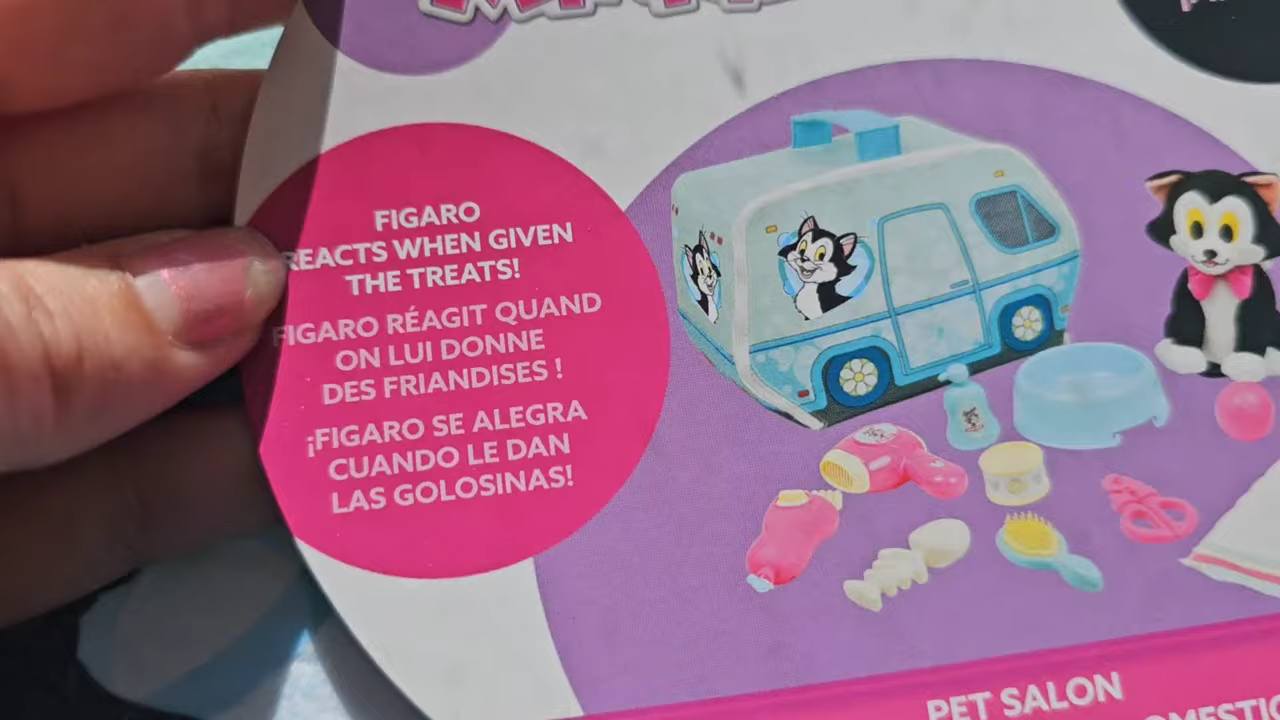 FIGARO
REACTS WHEN GIVEN
THE TREATS!
FIGARO RÉAGIT QUAND
ON LUI DONNE
DES FRIANDISES !
¡FIGARO SE ALEGRA
CUANDO LE DAN
LAS GOLOSINAS!
PET SALON